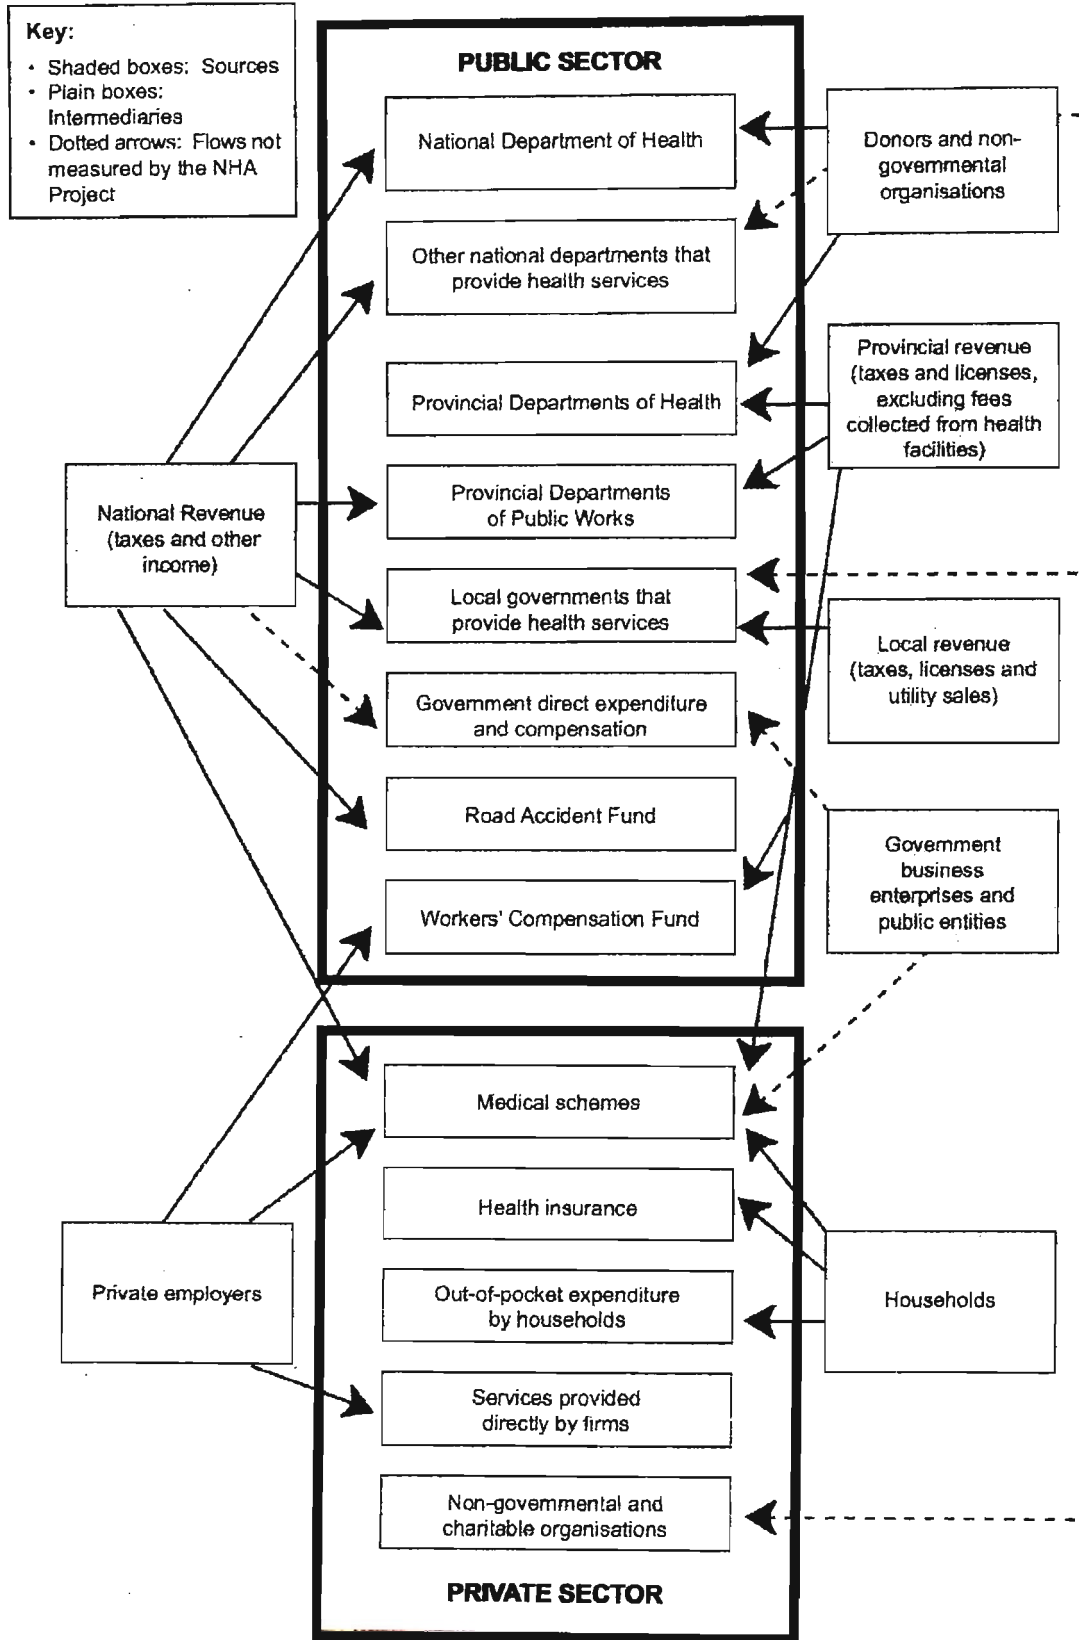 Key:
• Shaded boxes: Sources
• Plain boxes:
Intermediaries
• Dotted arrows: Flows not
measured by the NHA
Project
PUBLIC SECTOR
National Department of Health
Other national departments that
provide health services
Provincial Departments of Health
Provincial Departments
of Public Works
Local governments that
provide health services
Government direct expenditure
and compensation
Road Accident Fund
Workers' Compensation Fund
Donors and non-
governmental
organisations
Provincial revenue
(taxes and licenses,
excluding fees
collected from health
facilities)
National Revenue
(taxes and other
income)
Local revenue
(taxes, licenses and
utility sales)
Government
business
enterprises and
public entities
Medical schemes
Health insurance
Out-of-pocket expenditure
by households
Services provided
directly by firms
Non-governmental and
charitable organisations
PRIVATE SECTOR
Private employers
Households